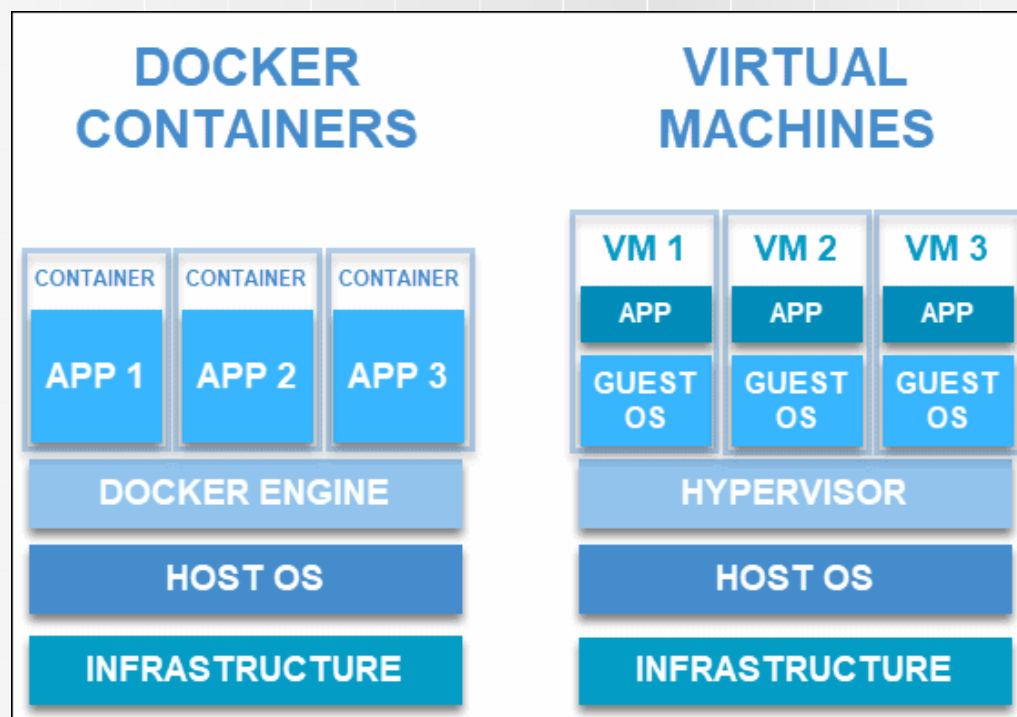 DOCKER
CONTAINERS
CONTAINER
CONTAINER
CONTAINER
APP 1
APP 2
APP 3
DOCKER ENGINE
HOST OS
INFRASTRUCTURE
VIRTUAL
MACHINES
VM 1
VM 2
VM 3
APP
APP
APP
GUEST
OS
GUEST
OS
GUEST
OS
HYPERVISOR
HOST OS
INFRASTRUCTURE